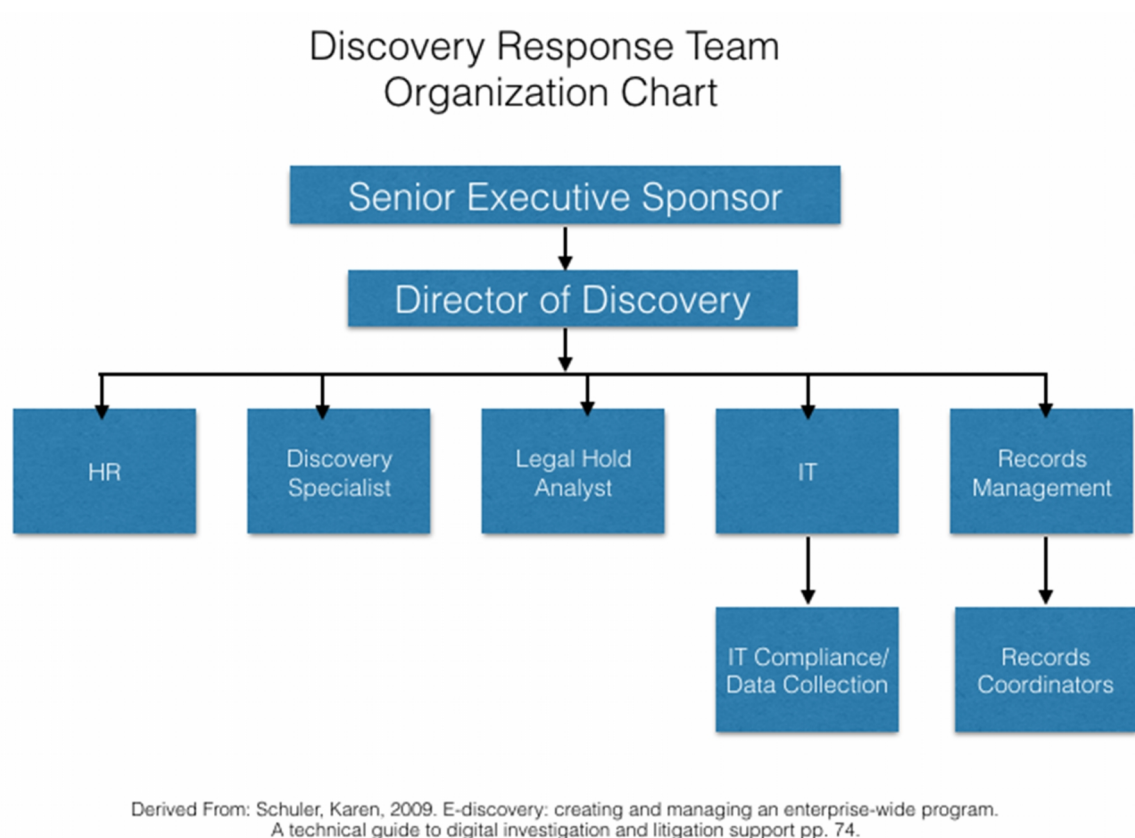 Discovery Response Team
Organization Chart
Senior Executive Sponsor
Director of Discovery
HR
Discovery
Specialist
Legal Hold
Analyst
IT
Records
Management
IT Compliance/
Data Collection
Records
Coordinators
Derived From: Schuler, Karen, 2009. E-discovery: creating and managing an enterprise-wide program.
A technical guide to digital investigation and litigation support pp. 74.